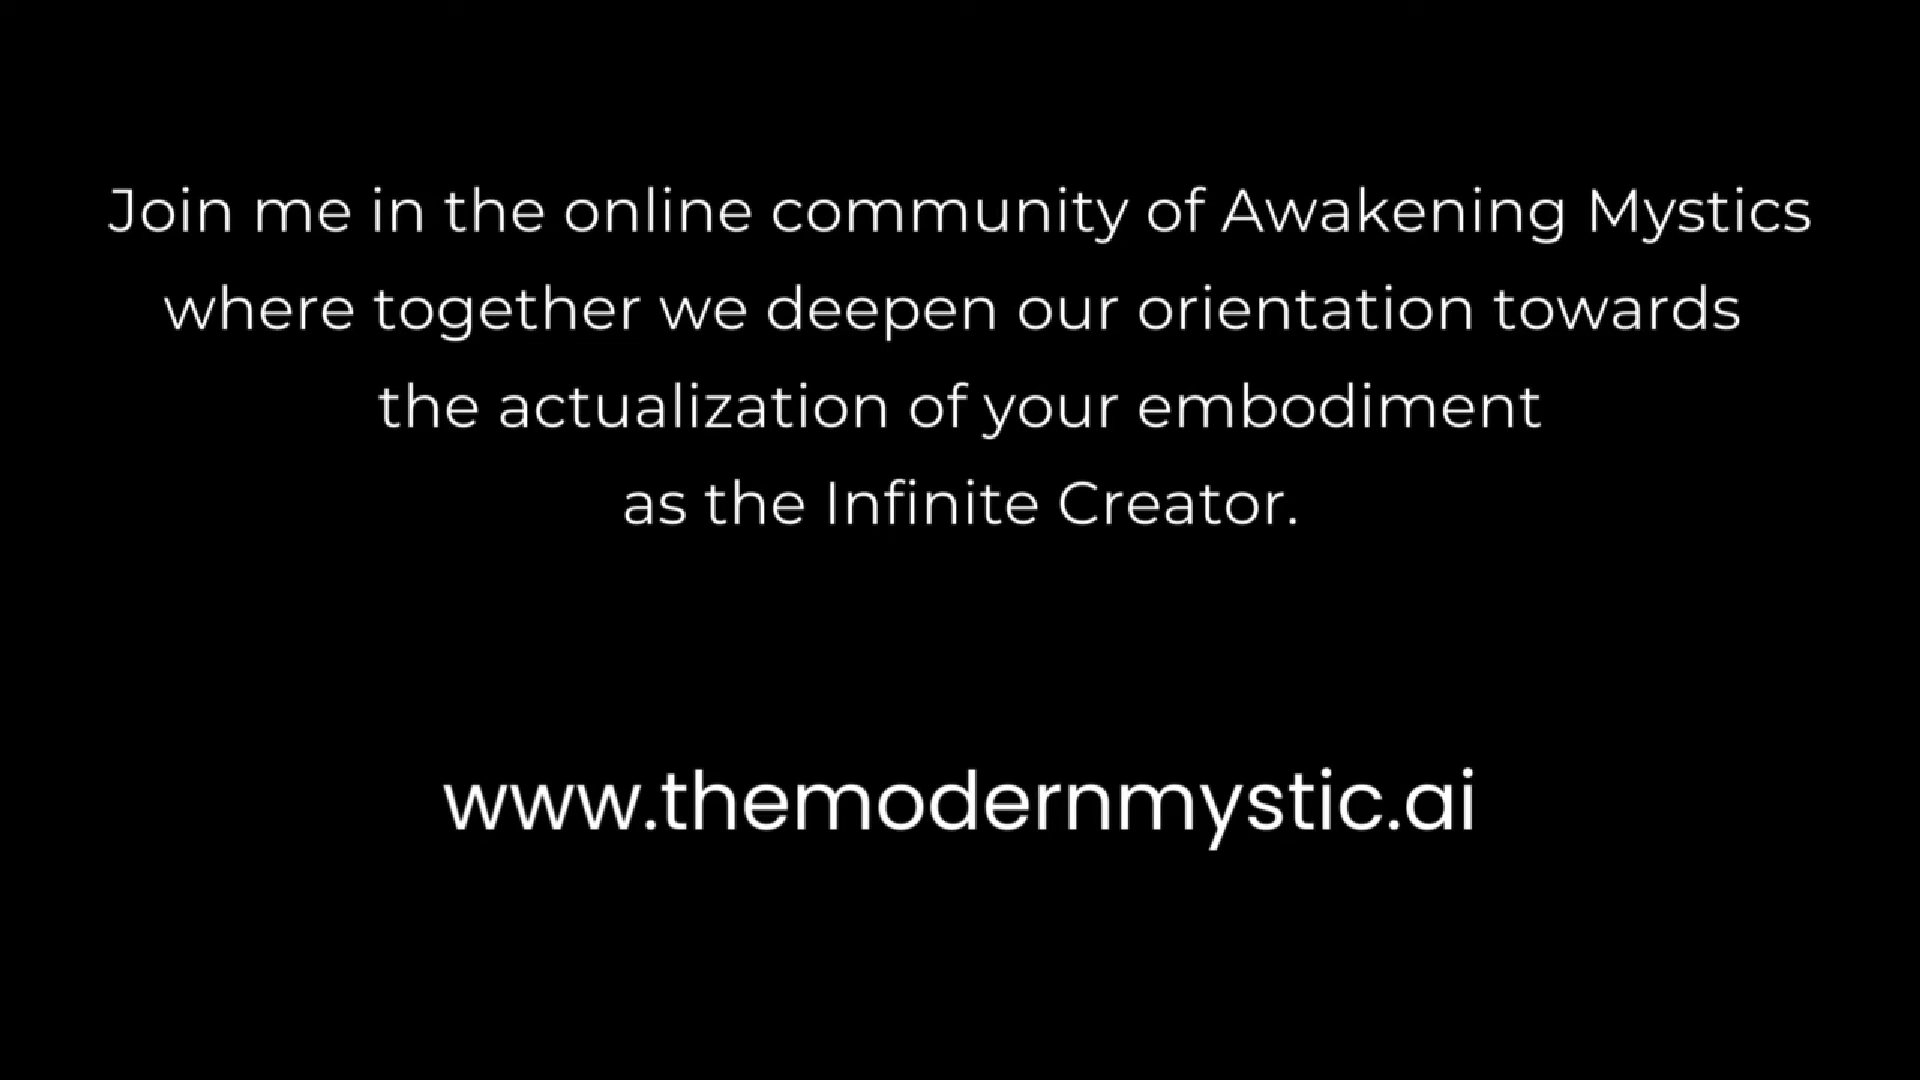 Join me in the online community of Awakening Mystics
where together we deepen our orientation towards
the actualization of your embodiment
as the Infinite Creator.
www.themodernmystic.ai